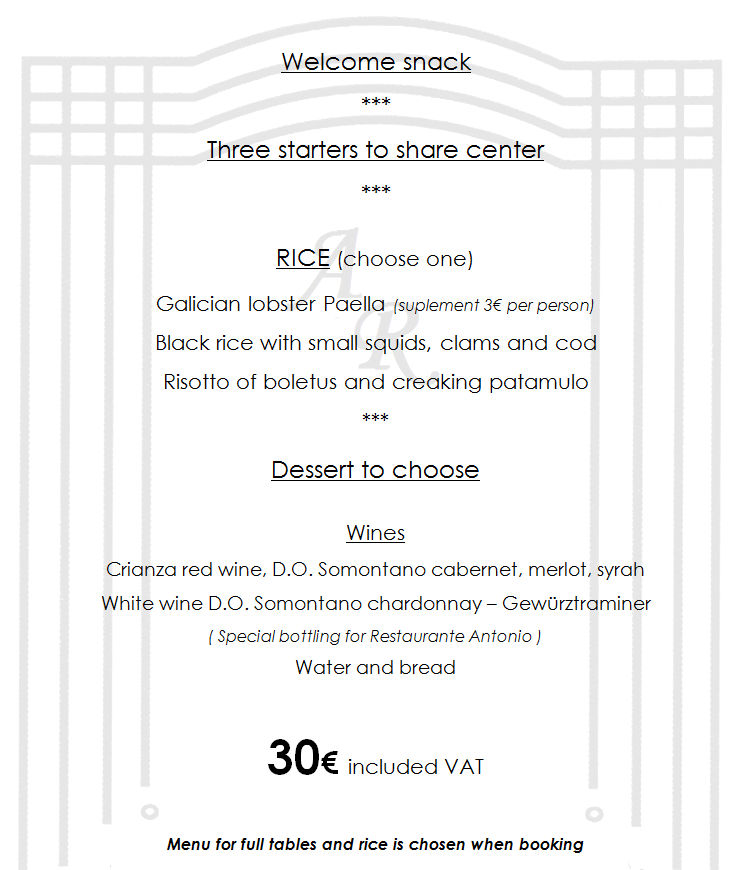 Welcome snack
***
Three starters to share center
***
RICE (choose one)
Galician lobster Paella (suplement 3€ per person)
Black rice with small squids, clams and cod
Risotto of boletus and creaking patamulo
***
Dessert to choose
Wines
Crianza red wine, D.O. Somontano cabernet, merlot, syrah
White wine D.O. Somontano chardonnay – Gewürztraminer
( Special bottling for Restaurante Antonio )
Water and bread
30€ included VAT
Menu for full tables and rice is chosen when booking
A
R.